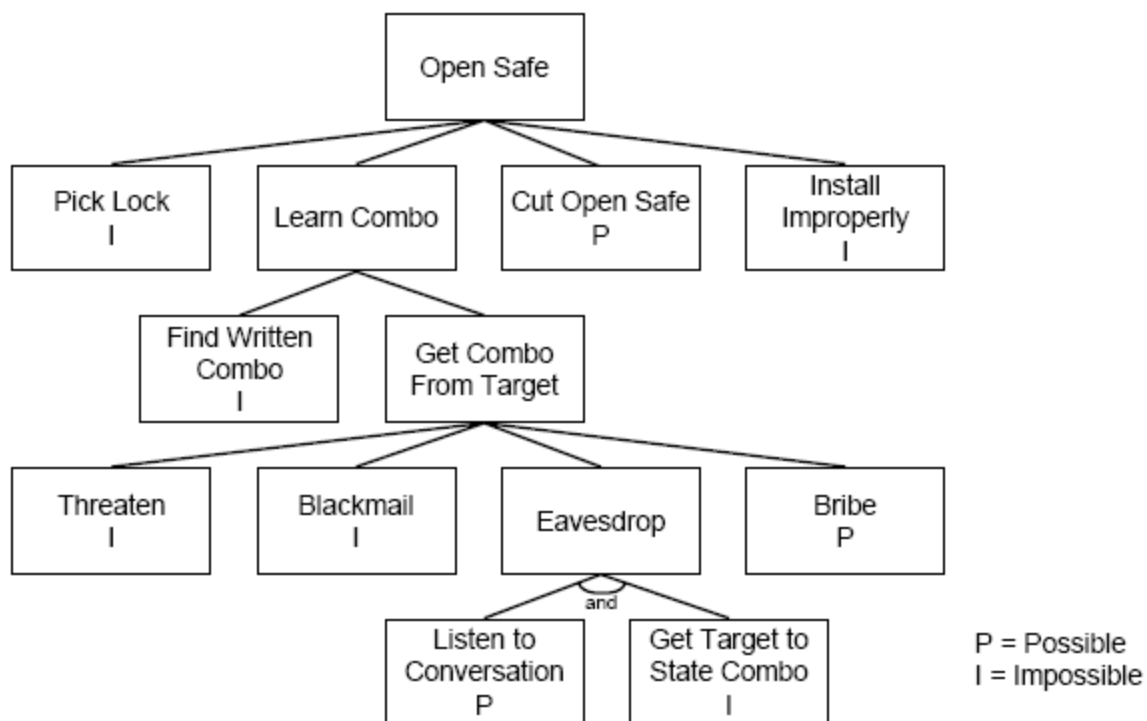 Open Safe
Pick Lock
I
Learn Combo
Cut Open Safe
P
Install
Improperly
I
Find Written
Combo
I
Get Combo
From Target
Threaten
I
Blackmail
I
Eavesdrop
Bribe
P
and
Listen to
Conversation
P
Get Target to
State Combo
I
P = Possible
I = Impossible